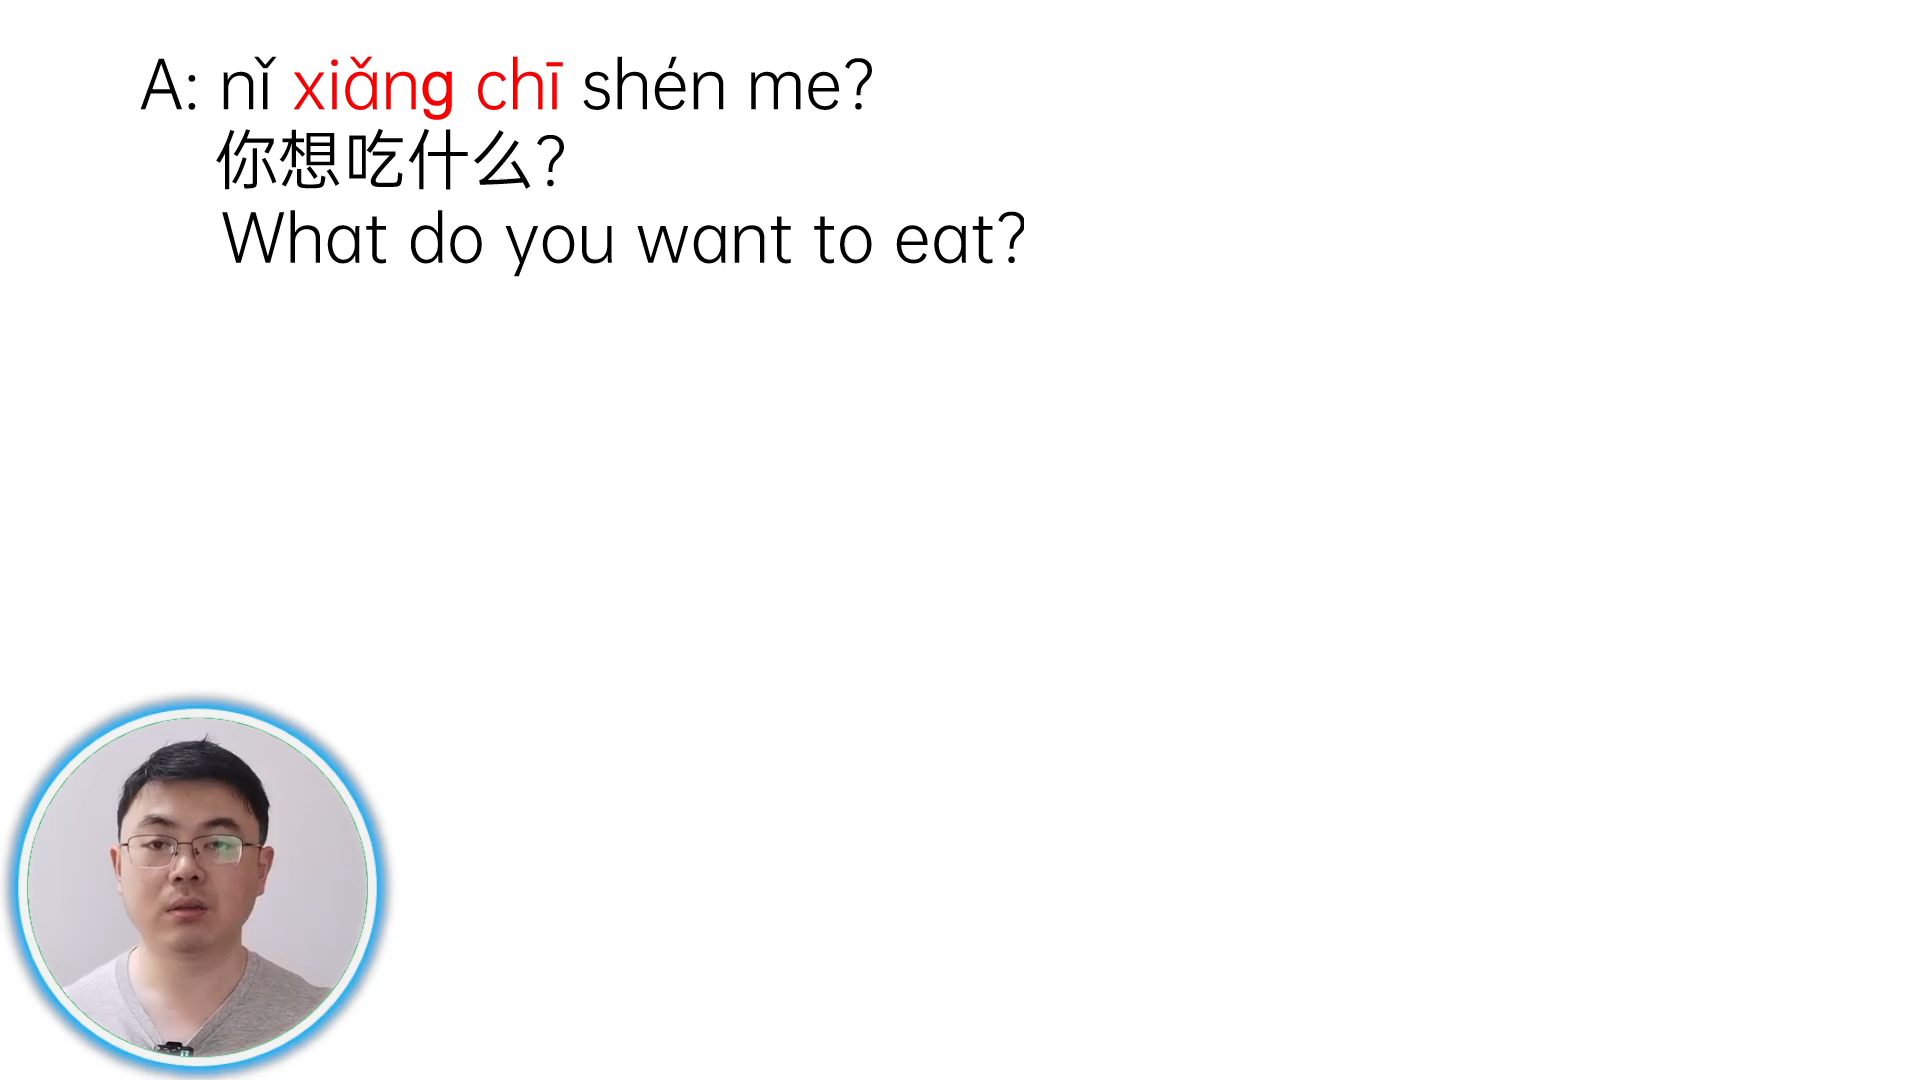 A: nǐ xiǎng chī shén me?
你想吃什么?
What do you want to eat?